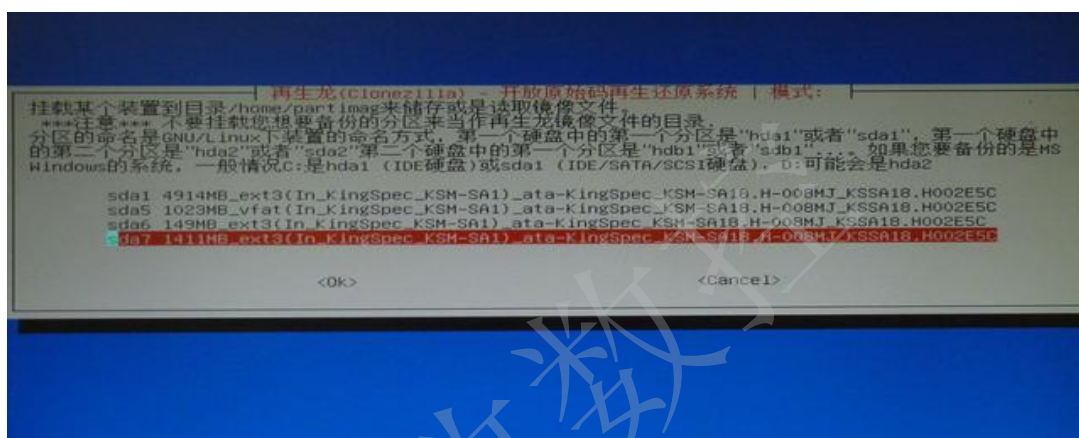 再生龙(Clonezilla) - 开放原始码再生还原系统 | 模式:
挂载某个装置到目录/home/partimag来储存或是读取镜像文件。
***注意*** 不要挂载您想要备份的分区来当作再生龙镜像文件的目录.
分区的命名是GNU/Linux下装置的命名方式, 第一个硬盘中的第一个分区是"hda1"或者"sda1", 第一个硬盘中
的第二个分区是"hda2"或者"sda2"第二个硬盘中的第一个分区是"hdb1"或者"sdb1".... 如果您要备份的是MS
Windows的系统, 一般情况C:是hda1 (IDE硬盘)或sda1 (IDE/SATA/SCSI硬盘), D:可能会是hda2
sda1 4914MB_ext3(In_KingSpec_KSM-SA1)_ata-KingSpec_KSM-SA18.H-008MJ_KSSA18.H002E5C
sda5 1023MB_vfat(In_KingSpec_KSM-SA1)_ata-KingSpec_KSM-SA18.H-008MJ_KSSA18.H002E5C
sda6 149MB_ext3(In_KingSpec_KSM-SA1)_ata-KingSpec_KSM-SA18.H-008MJ_KSSA18.H002E5C
sda7 1411MB_ext3(In_KingSpec_KSM-SA1)_ata-KingSpec_KSM-SA18.H-008MJ_KSSA18.H002E5C
<Ok> <Cancel>
数控